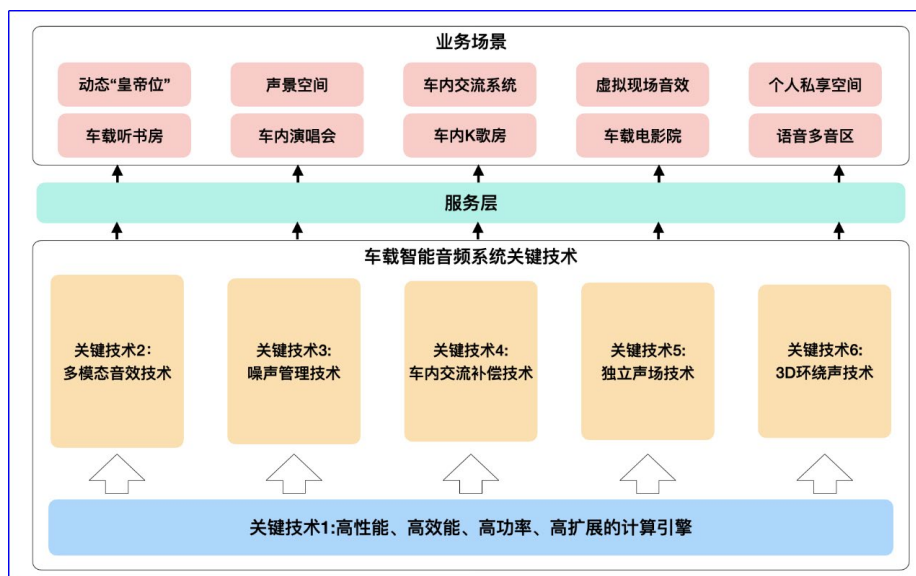 业务场景
动态“皇帝位”
声景空间
车内交流系统
虚拟现场音效
个人私享空间
车载听书房
车内演唱会
车内K歌房
车载电影院
语音多音区
服务层
车载智能音频系统关键技术
关键技术2：
多模态音效技术
关键技术3:
噪声管理技术
关键技术4:
车内交流补偿技术
关键技术5:
独立声场技术
关键技术6:
3D环绕声技术
关键技术1:高性能、高效能、高功率、高扩展的计算引擎